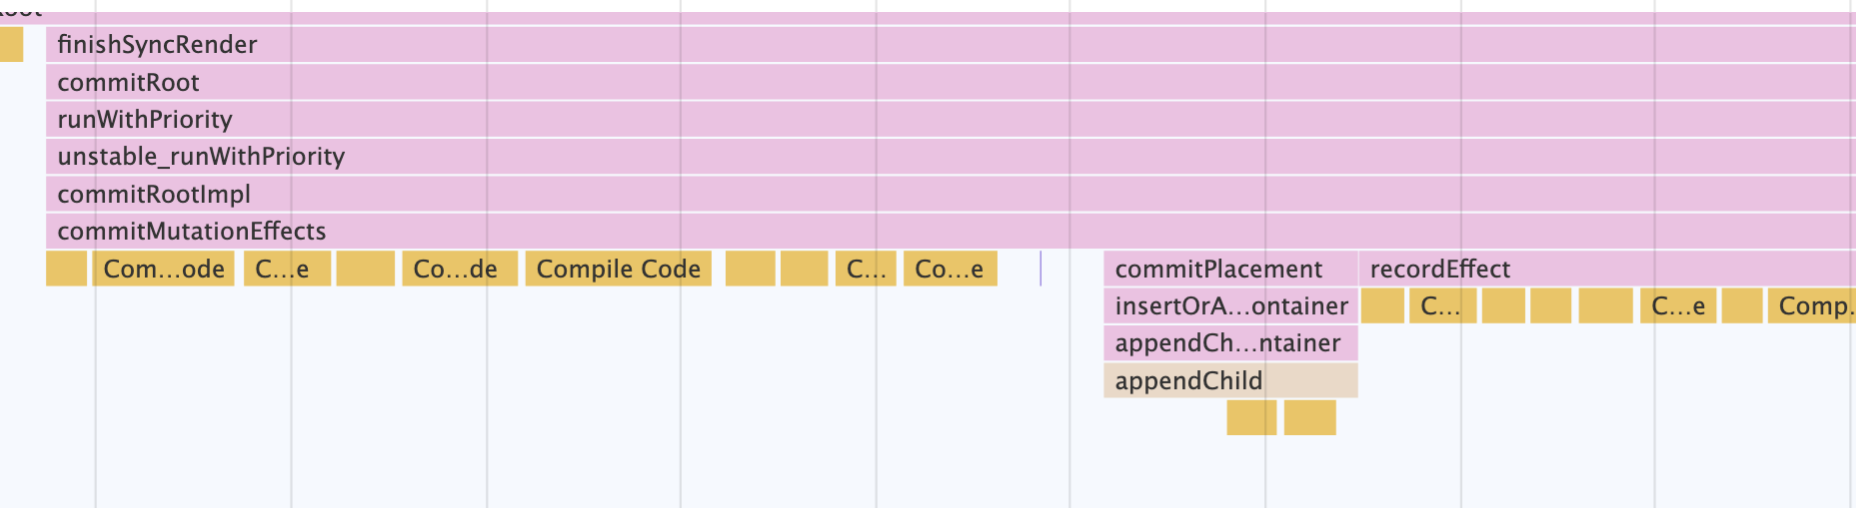 finishSyncRender
commitRoot
runWithPriority
unstable_runWithPriority
commitRootImpl
commitMutationEffects
Com…ode C…e Co…de Compile Code C… Co…e commitPlacement recordEffect
insertOrA…ontainer C… C…e Comp.
appendCh…ntainer
appendChild